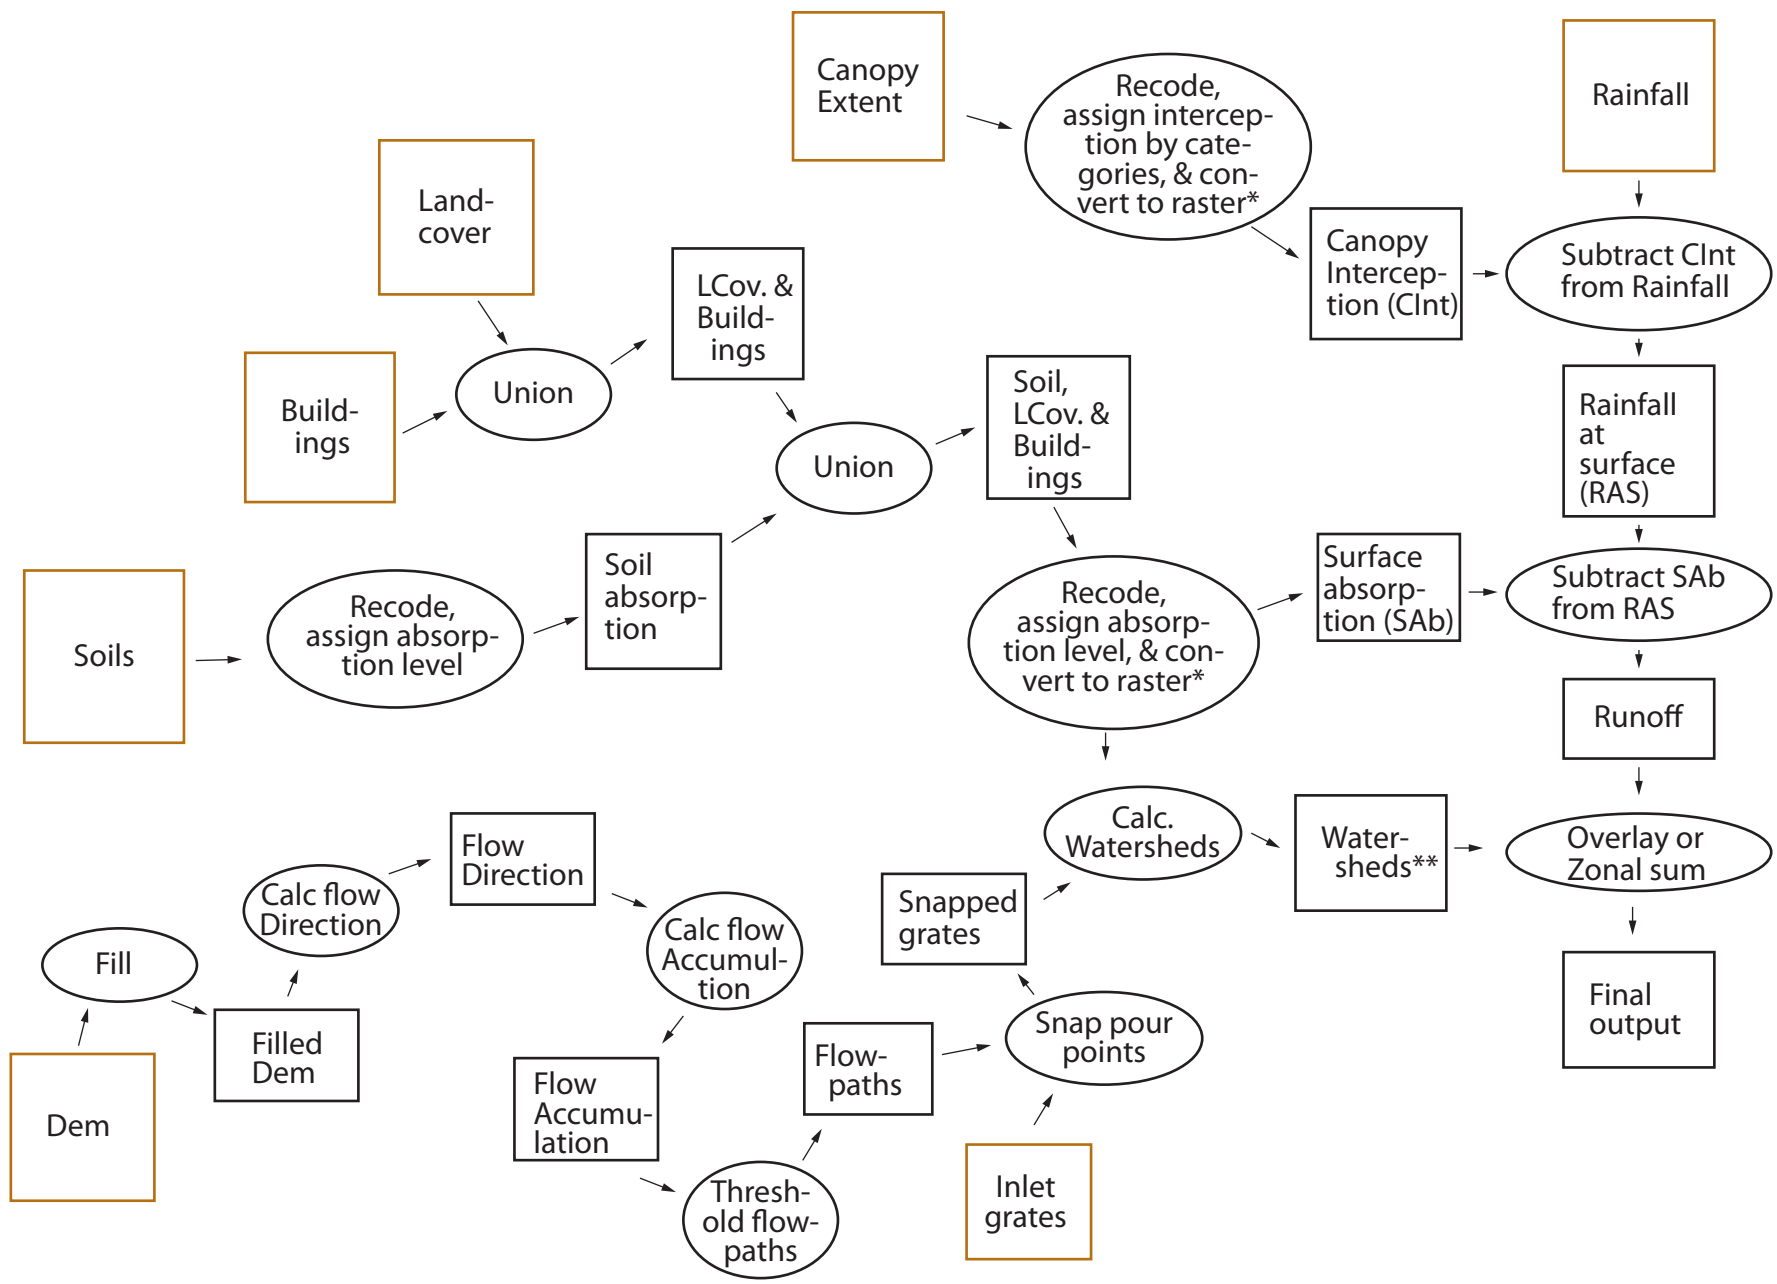 Canopy
Extent
Recode,
assign intercep-
tion by cate-
gories, & con-
vert to raster*
Rainfall
Land-
cover
Canopy
Intercep-
tion (CInt)
Subtract CInt
from Rainfall
LCov. &
Build-
ings
Union
Build-
ings
Soil,
LCov. &
Build-
ings
Rainfall
at
surface
(RAS)
Union
Soil
absorp-
tion
Surface
absorp-
tion (SAb)
Subtract SAb
from RAS
Soils
Recode,
assign absorp-
tion level
Recode,
assign absorp-
tion level, & con-
vert to raster*
Runoff
Calc.
Watersheds
Water-
sheds**
Overlay or
Zonal sum
Flow
Direction
Calc flow
Direction
Snapped
grates
Calc flow
Accumul-
tion
Fill
Filled
Dem
Final
output
Snap pour
points
Flow-
paths
Dem
Flow
Accumu-
lation
Thresh-
old flow-
paths
Inlet
grates